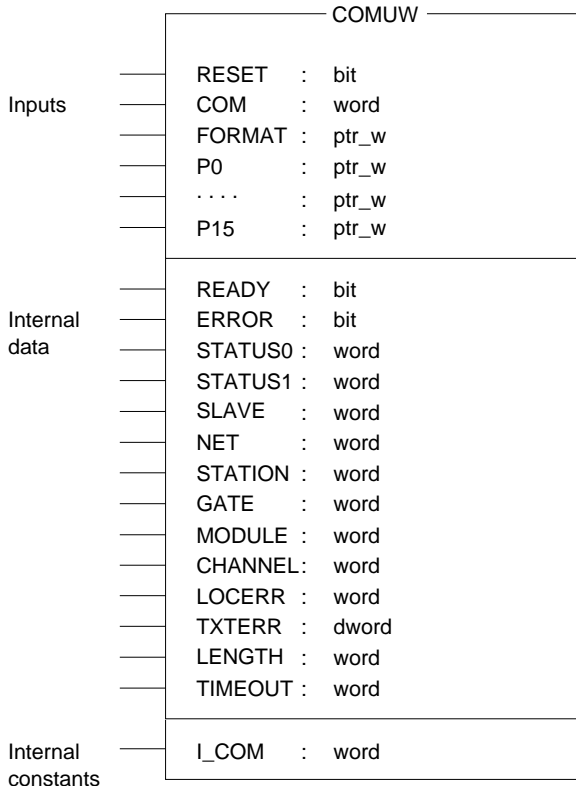 COMUW
RESET : bit
Inputs COM : word
FORMAT : ptr_w
P0 : ptr_w
. . . . : ptr_w
P15 : ptr_w
READY : bit
Internal ERROR : bit
data STATUS0 : word
STATUS1 : word
SLAVE : word
NET : word
STATION : word
GATE : word
MODULE : word
CHANNEL: word
LOCERR : word
TXTERR : dword
LENGTH : word
TIMEOUT : word
Internal I_COM : word
constants